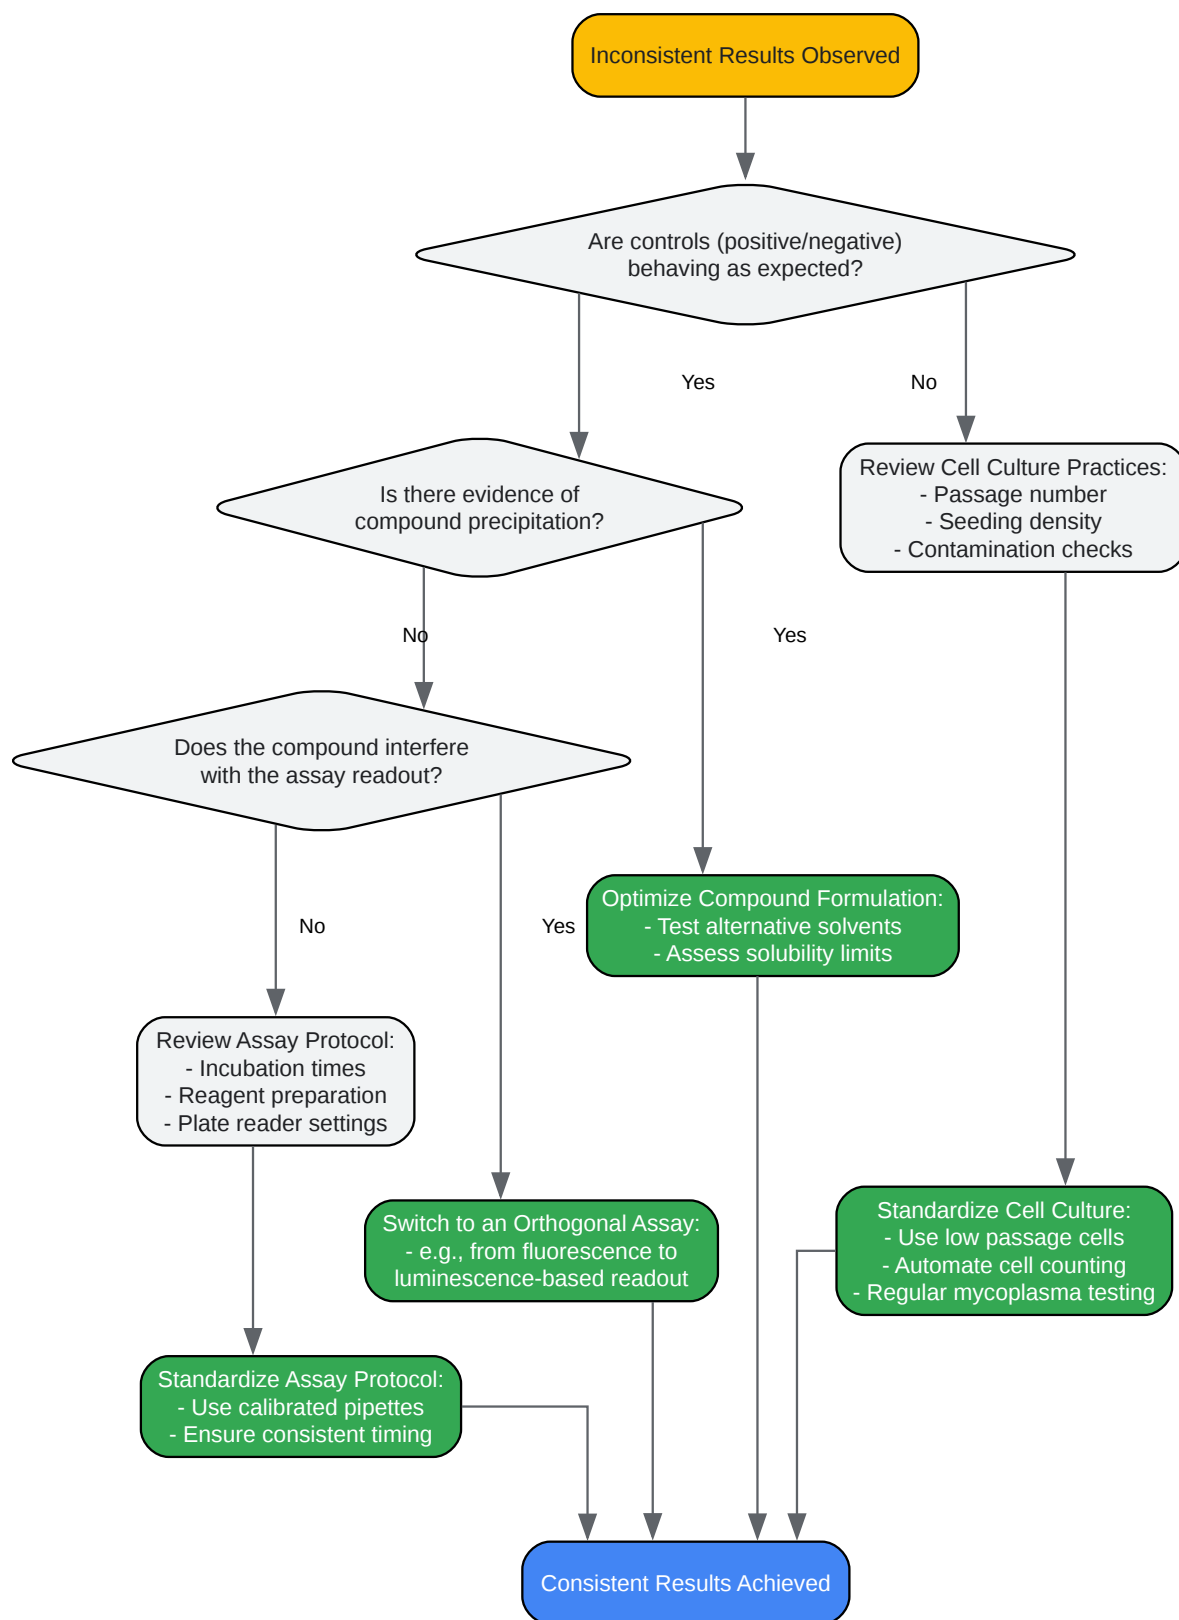 Inconsistent Results Observed
Are controls (positive/negative)
behaving as expected?
Yes
No
Is there evidence of
compound precipitation?
Review Cell Culture Practices:
- Passage number
- Seeding density
- Contamination checks
No
Yes
Does the compound interfere
with the assay readout?
Optimize Compound Formulation:
- Test alternative solvents
- Assess solubility limits
No
Yes
Review Assay Protocol:
- Incubation times
- Reagent preparation
- Plate reader settings
Switch to an Orthogonal Assay:
- e.g., from fluorescence to
luminescence-based readout
Standardize Cell Culture:
- Use low passage cells
- Automate cell counting
- Regular mycoplasma testing
Standardize Assay Protocol:
- Use calibrated pipettes
- Ensure consistent timing
Consistent Results Achieved